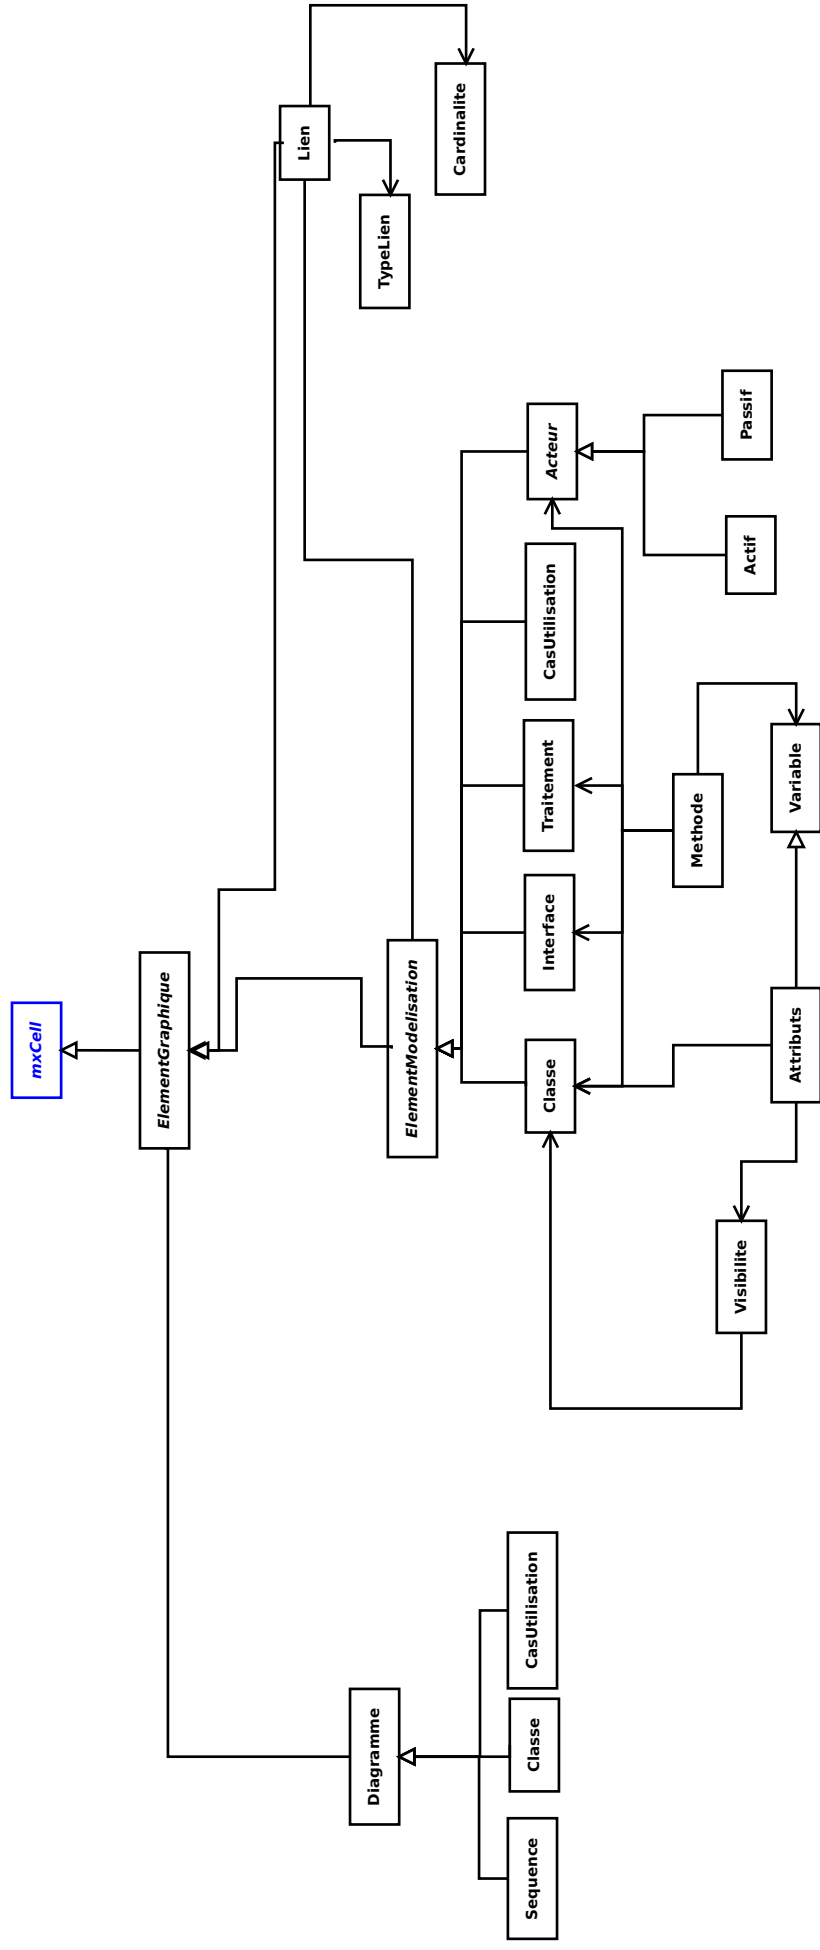 mxCell
ElementGraphique
Lien
Cardinalite
TypeLien
ElementModelisation
Diagramme
Sequence
Classe
CasUtilisation
Classe
Interface
Traitement
CasUtilisation
Acteur
Visibilite
Attributs
Methode
Variable
Actif
Passif